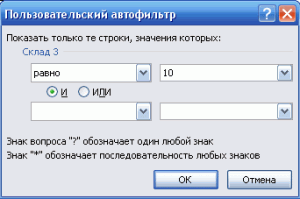 Пользовательский автофильтр
Показать только те строки, значения которых:
Склад 3
равно 10
И ИЛИ
Знак вопроса "?" обозначает один любой знак
Знак "*" обозначает последовательность любых знаков
ОК Отмена